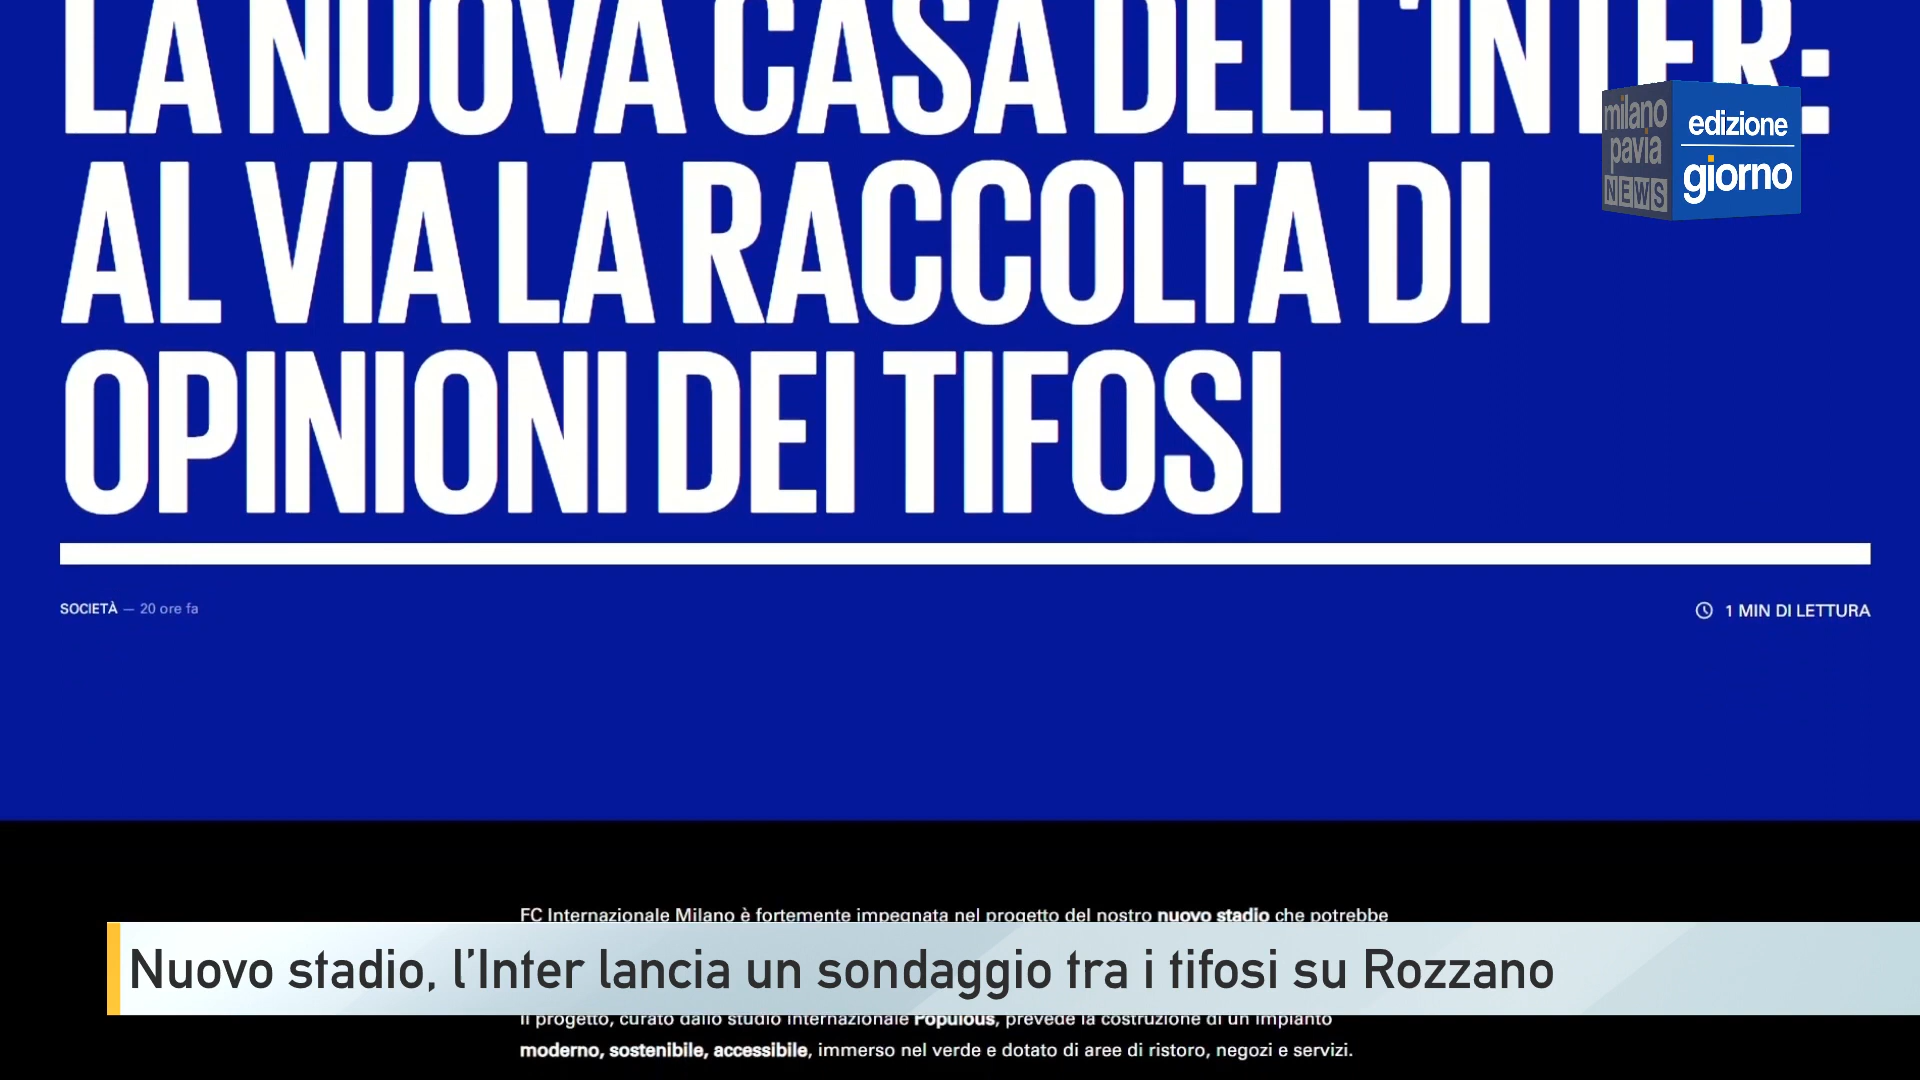 LA NUOVA CASA DELL'INTER:
AL VIA LA RACCOLTA DI
OPINIONI DEI TIFOSI
milano
pavia
NEWS
edizione
giorno
SOCIETÀ — 20 ore fa
1 MIN DI LETTURA
FC Internazionale Milano è fortemente impegnata nel progetto del nostro nuovo stadio che potrebbe
Nuovo stadio, l'Inter lancia un sondaggio tra i tifosi su Rozzano
Il progetto, curato dallo studio internazionale Populous, prevede la costruzione di un impianto
moderno, sostenibile, accessibile, immerso nel verde e dotato di aree di ristoro, negozi e servizi.